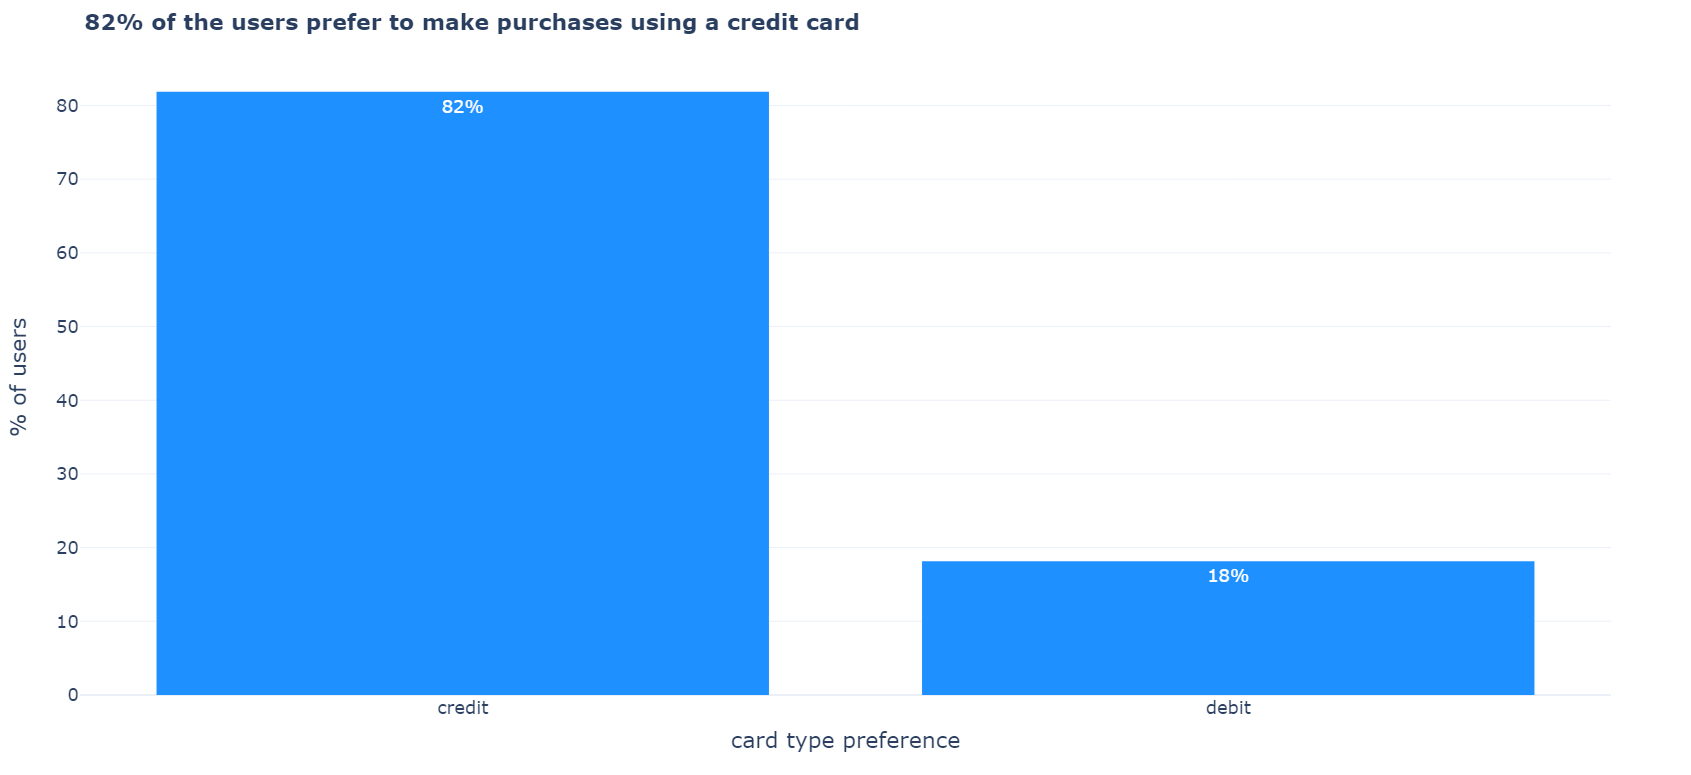 82% of the users prefer to make purchases using a credit card
% of users
80
70
60
50
40
30
20
10
0
82%
18%
credit
debit
card type preference